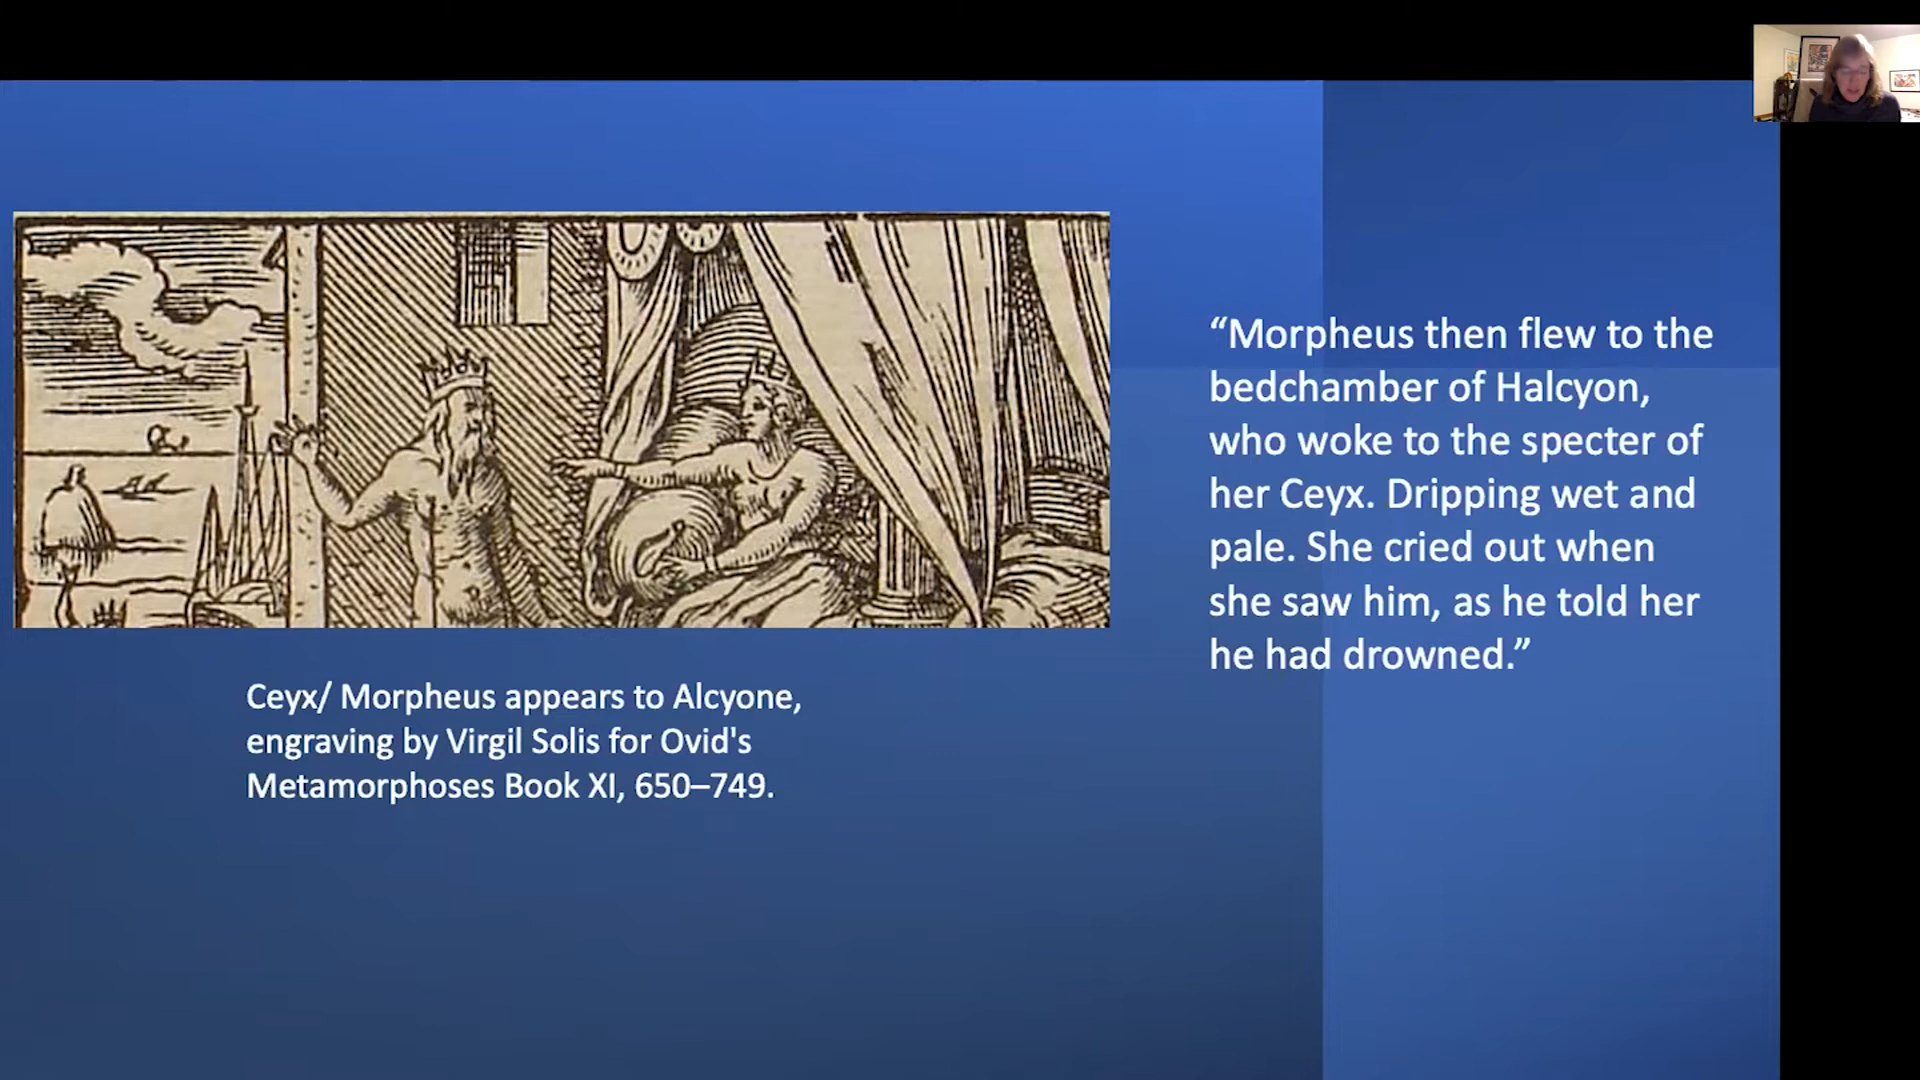 “Morpheus then flew to the
bedchamber of Halcyon,
who woke to the specter of
her Ceyx. Dripping wet and
pale. She cried out when
she saw him, as he told her
he had drowned.”
Ceyx/ Morpheus appears to Alcyone,
engraving by Virgil Solis for Ovid's
Metamorphoses Book XI, 650–749.